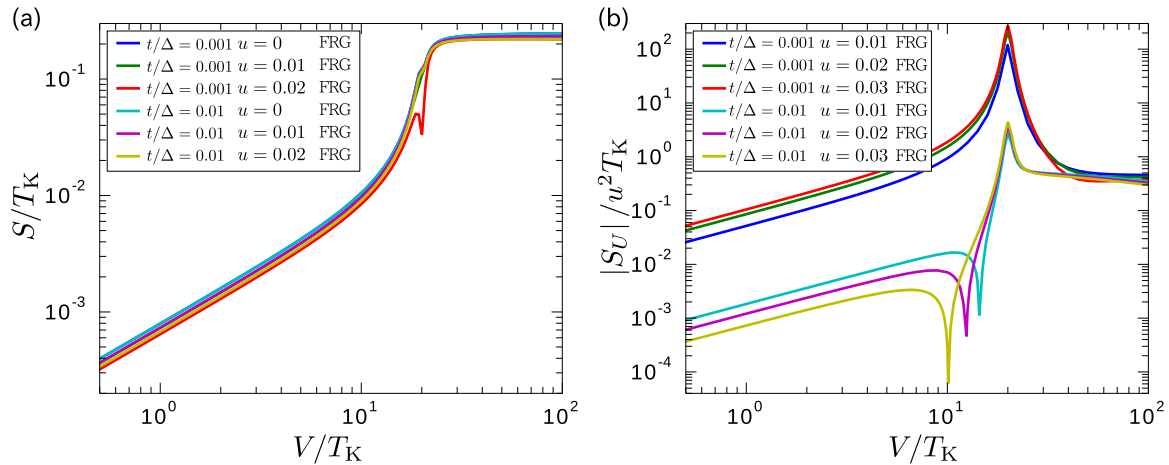 (a)
S/T_K
10^-1
10^-2
10^-3
t/Δ = 0.001 u = 0 FRG
t/Δ = 0.001 u = 0.01 FRG
t/Δ = 0.001 u = 0.02 FRG
t/Δ = 0.01 u = 0 FRG
t/Δ = 0.01 u = 0.01 FRG
t/Δ = 0.01 u = 0.02 FRG
10^0 10^1 10^2
V/T_K
(b)
|S_U| /u^2 T_K
10^2
10^1
10^0
10^-1
10^-2
10^-3
10^-4
t/Δ = 0.001 u = 0.01 FRG
t/Δ = 0.001 u = 0.02 FRG
t/Δ = 0.001 u = 0.03 FRG
t/Δ = 0.01 u = 0.01 FRG
t/Δ = 0.01 u = 0.02 FRG
t/Δ = 0.01 u = 0.03 FRG
10^0 10^1 10^2
V/T_K